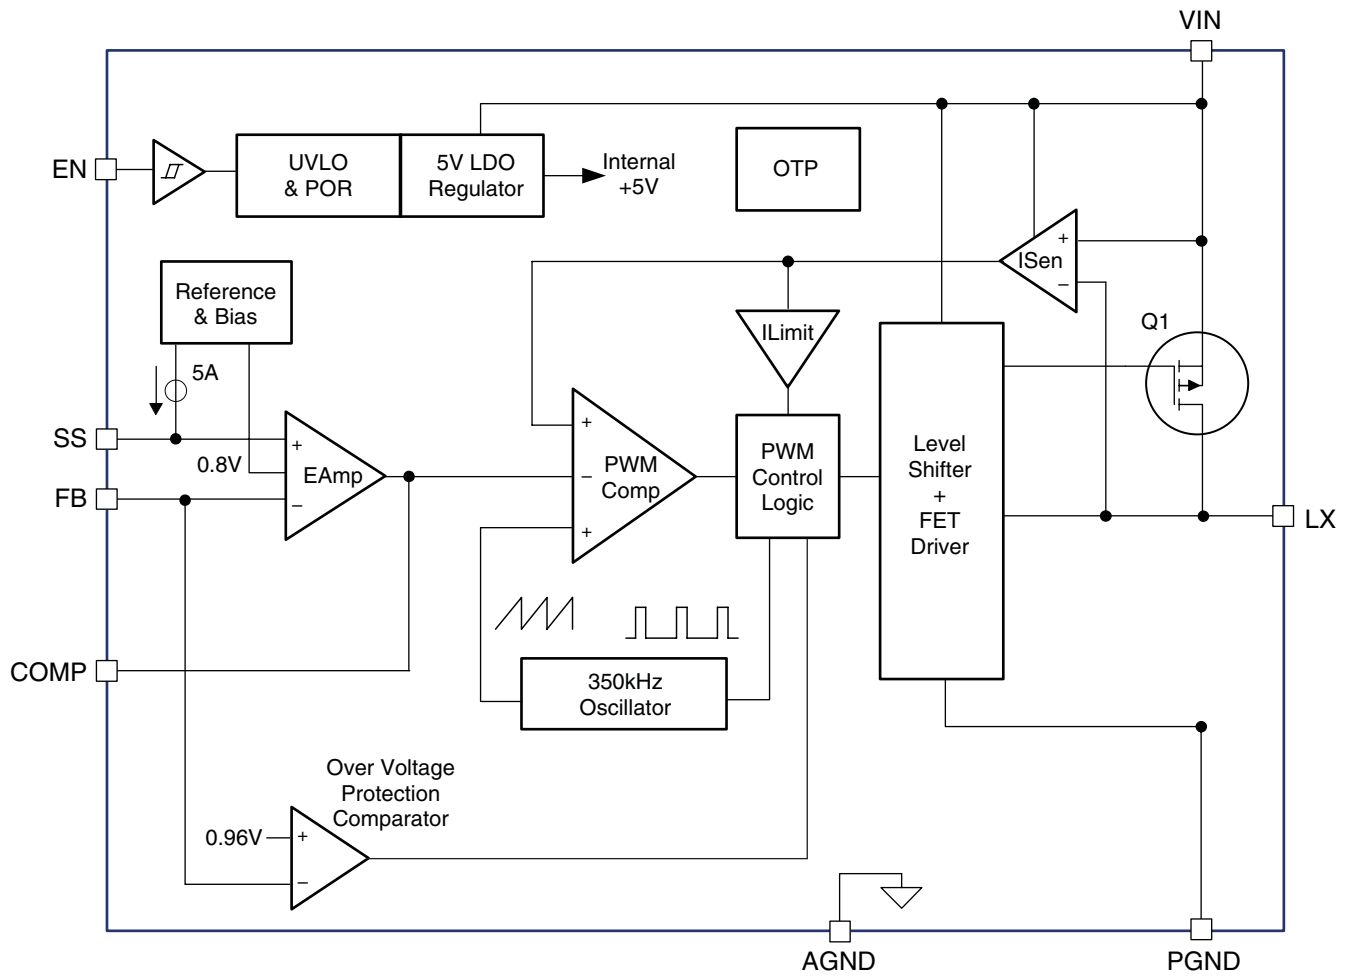 VIN
EN
UVLO
& POR
5V LDO
Regulator
Internal
+5V
OTP
+
ISen
–
Reference
& Bias
ILimit
Q1
5A
SS
+
0.8V
EAmp
FB
–
+
–
PWM
Comp
+
PWM
Control
Logic
Level
Shifter
+
FET
Driver
LX
COMP
350kHz
Oscillator
Over Voltage
Protection
Comparator
0.96V
+
–
AGND
PGND